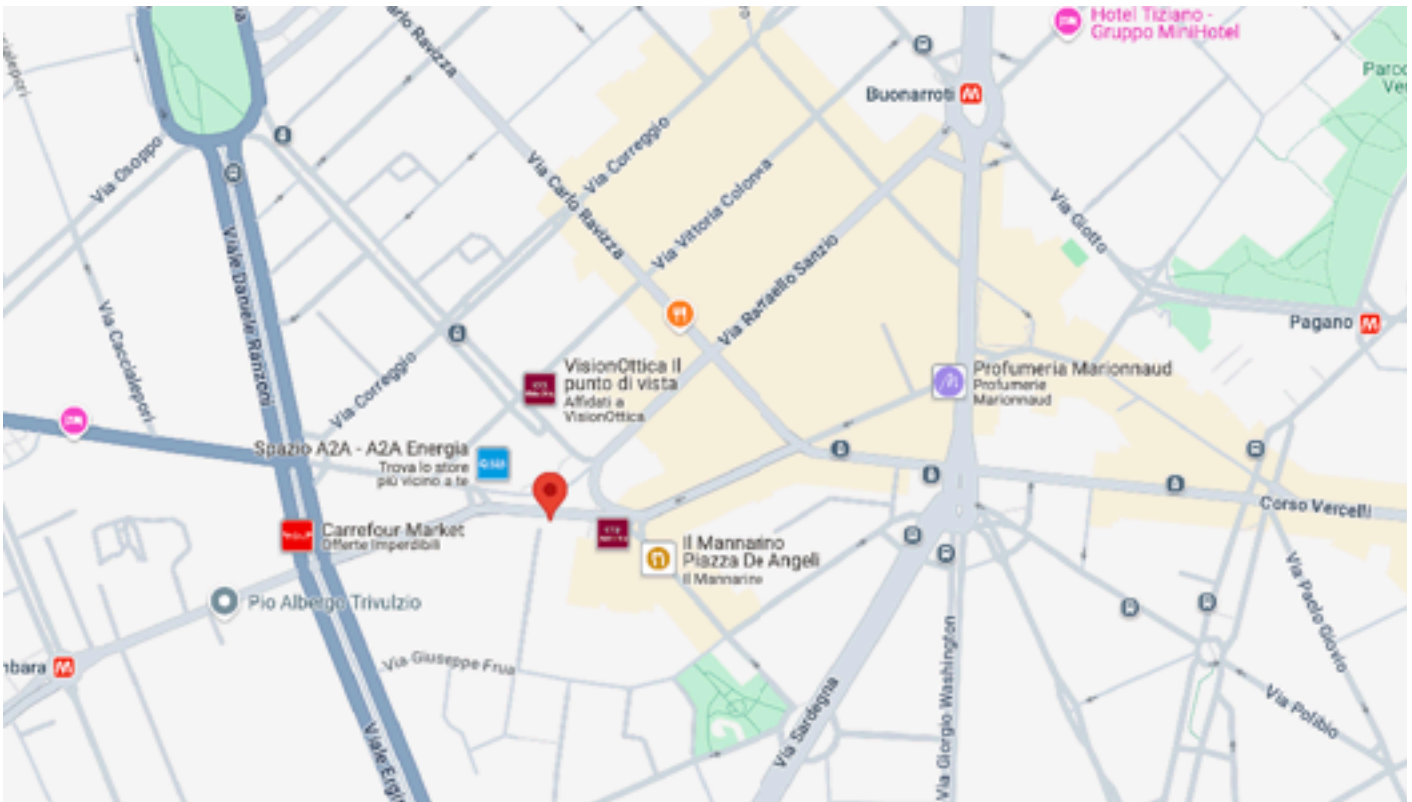 Hotel Tiziano -
Gruppo MiniHotel
Carlo Ravizza
Buonarroti
Via Osoppo
Via Correggio
Via Carlo Ravizza
Via Vittoria Colonna
Via Giotto
Viale Daniele Ranzoni
Via Raffaello Sanzio
Via Caccialepori
Pagano
Via Correggio
VisionOttica Il
punto di vista
Affidati a
VisionOttica
Profumeria Marionnaud
Profumerie
Marionnaud
Spazio A2A - A2A Energia
Trova lo store
più vicino a te
Corso Vercelli
Carrefour Market
Offerte Imperdibili
Il Mannarino
Piazza De Angeli
Il Mannarino
Pio Albergo Trivulzio
Via Paolo Giovio
Via Giuseppe Frua
mbara
Via Sardegna
Via Giorgio Washington
Via Polibio
Viale